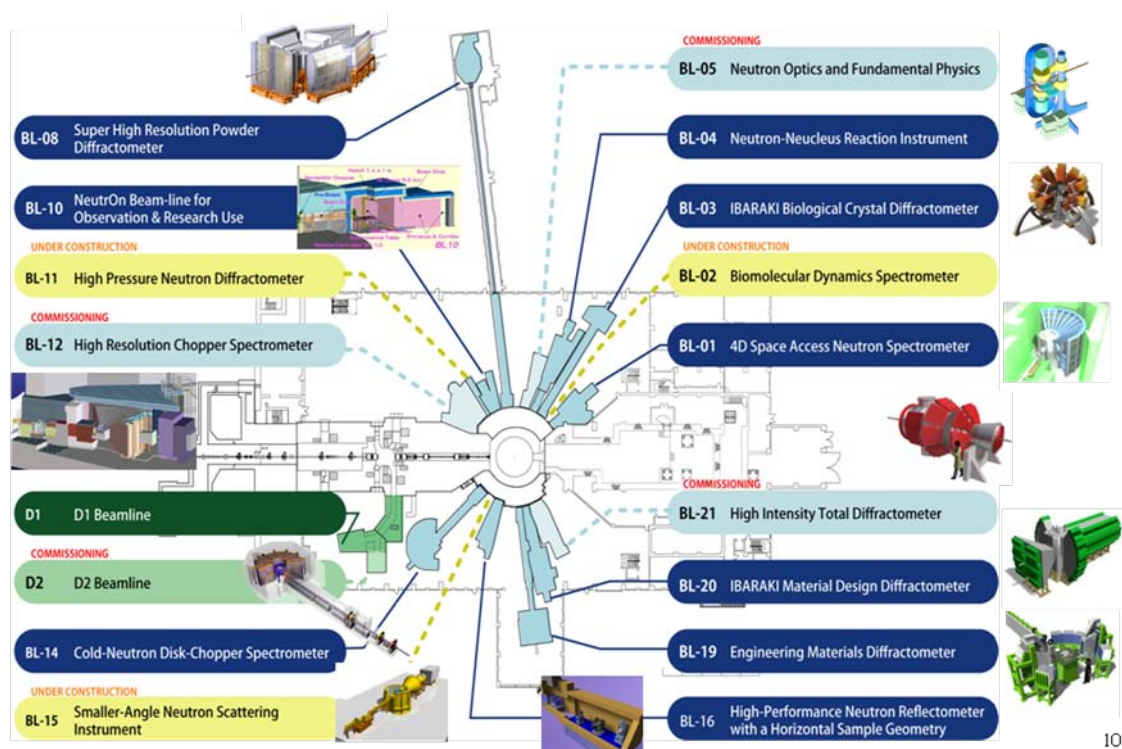 BL-08 Super High Resolution Powder
Diffractometer
BL-10 NeutrOn Beam-line for
Observation & Research Use
UNDER CONSTRUCTION
BL-11 High Pressure Neutron Diffractometer
COMMISSIONING
BL-12 High Resolution Chopper Spectrometer
D1 D1 Beamline
COMMISSIONING
D2 D2 Beamline
BL-14 Cold-Neutron Disk-Chopper Spectrometer
UNDER CONSTRUCTION
BL-15 Smaller-Angle Neutron Scattering
Instrument
BL 10
COMMISSIONING
BL-05 Neutron Optics and Fundamental Physics
BL-04 Neutron-Neucleus Reaction Instrument
BL-03 IBARAKI Biological Crystal Diffractometer
UNDER CONSTRUCTION
BL-02 Biomolecular Dynamics Spectrometer
BL-01 4D Space Access Neutron Spectrometer
COMMISSIONING
BL-21 High Intensity Total Diffractometer
BL-20 IBARAKI Material Design Diffractometer
BL-19 Engineering Materials Diffractometer
BL-16 High-Performance Neutron Reflectometer
with a Horizontal Sample Geometry
10